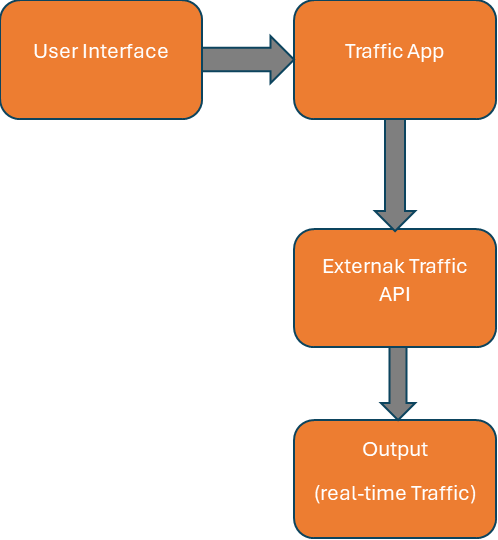 User Interface
Traffic App
Externak Traffic
API
Output
(real-time Traffic)